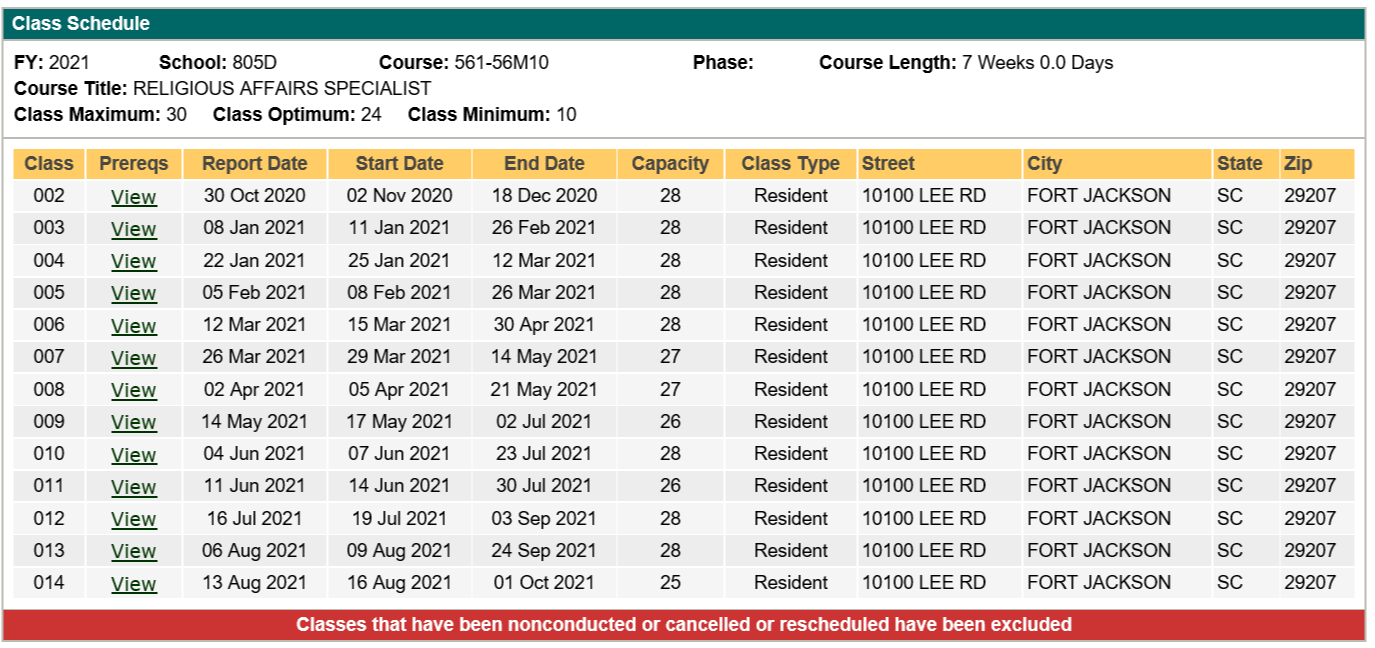 Class Schedule
FY: 2021 School: 805D Course: 561-56M10 Phase: Course Length: 7 Weeks 0.0 Days
Course Title: RELIGIOUS AFFAIRS SPECIALIST
Class Maximum: 30 Class Optimum: 24 Class Minimum: 10
Class Prereqs Report Date Start Date End Date Capacity Class Type Street City State Zip
002 View 30 Oct 2020 02 Nov 2020 18 Dec 2020 28 Resident 10100 LEE RD FORT JACKSON SC 29207
003 View 08 Jan 2021 11 Jan 2021 26 Feb 2021 28 Resident 10100 LEE RD FORT JACKSON SC 29207
004 View 22 Jan 2021 25 Jan 2021 12 Mar 2021 28 Resident 10100 LEE RD FORT JACKSON SC 29207
005 View 05 Feb 2021 08 Feb 2021 26 Mar 2021 28 Resident 10100 LEE RD FORT JACKSON SC 29207
006 View 12 Mar 2021 15 Mar 2021 30 Apr 2021 28 Resident 10100 LEE RD FORT JACKSON SC 29207
007 View 26 Mar 2021 29 Mar 2021 14 May 2021 27 Resident 10100 LEE RD FORT JACKSON SC 29207
008 View 02 Apr 2021 05 Apr 2021 21 May 2021 27 Resident 10100 LEE RD FORT JACKSON SC 29207
009 View 14 May 2021 17 May 2021 02 Jul 2021 26 Resident 10100 LEE RD FORT JACKSON SC 29207
010 View 04 Jun 2021 07 Jun 2021 23 Jul 2021 28 Resident 10100 LEE RD FORT JACKSON SC 29207
011 View 11 Jun 2021 14 Jun 2021 30 Jul 2021 26 Resident 10100 LEE RD FORT JACKSON SC 29207
012 View 16 Jul 2021 19 Jul 2021 03 Sep 2021 28 Resident 10100 LEE RD FORT JACKSON SC 29207
013 View 06 Aug 2021 09 Aug 2021 24 Sep 2021 28 Resident 10100 LEE RD FORT JACKSON SC 29207
014 View 13 Aug 2021 16 Aug 2021 01 Oct 2021 25 Resident 10100 LEE RD FORT JACKSON SC 29207
Classes that have been nonconducted or cancelled or rescheduled have been excluded